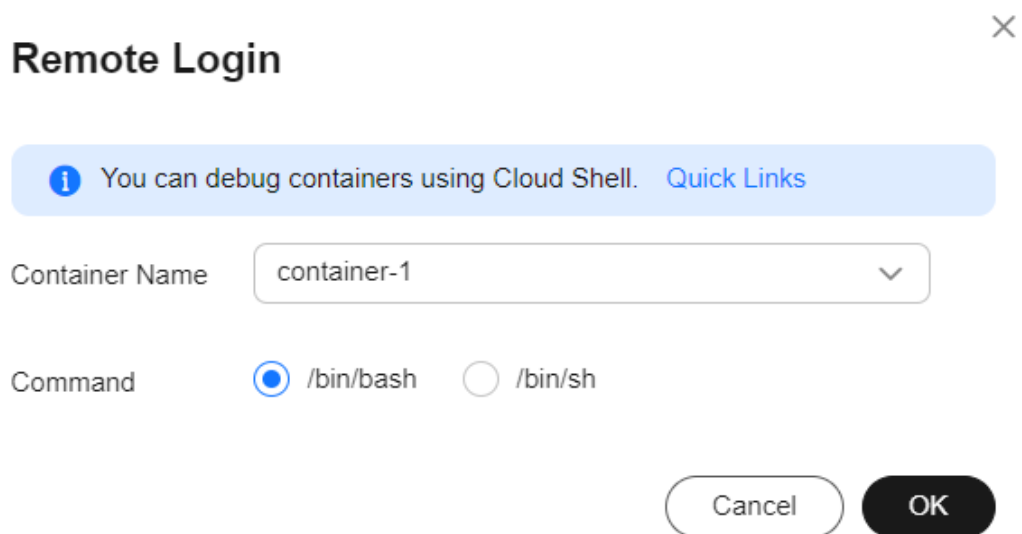 Remote Login
You can debug containers using Cloud Shell. Quick Links
Container Name container-1
Command /bin/bash /bin/sh
Cancel OK